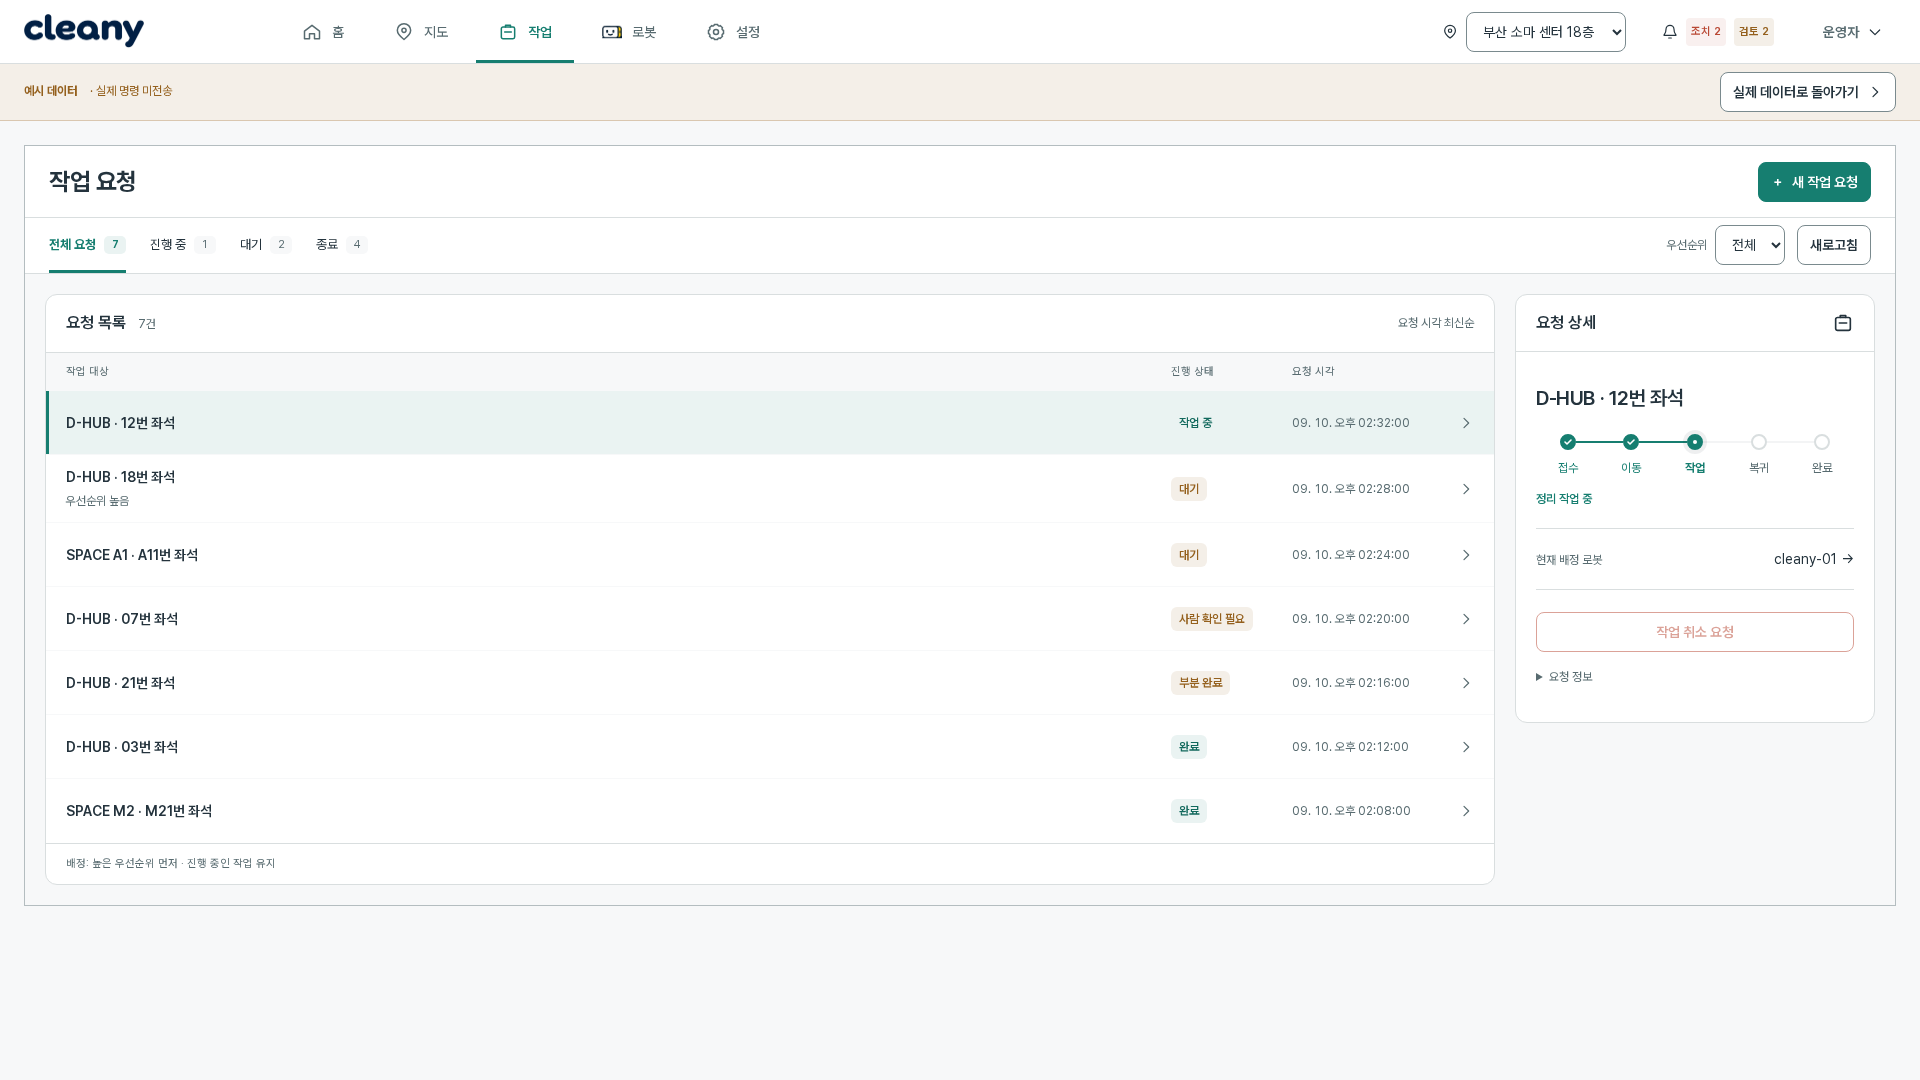 cleany
홈
지도
작업
로봇
설정
부산 소마 센터 18층
조치 2
검토 2
운영자
예시 데이터 · 실제 명령 미전송
실제 데이터로 돌아가기
작업 요청
+ 새 작업 요청
전체 요청 7
진행 중 1
대기 2
종료 4
우선순위
전체
새로고침
요청 목록 7건
요청 시각 최신순
작업 대상 진행 상태 요청 시각
D-HUB · 12번 좌석 작업 중 09. 10. 오후 02:32:00
D-HUB · 18번 좌석 대기 09. 10. 오후 02:28:00
우선순위 높음
SPACE A1 · A11번 좌석 대기 09. 10. 오후 02:24:00
D-HUB · 07번 좌석 사람 확인 필요 09. 10. 오후 02:20:00
D-HUB · 21번 좌석 부분 완료 09. 10. 오후 02:16:00
D-HUB · 03번 좌석 완료 09. 10. 오후 02:12:00
SPACE M2 · M21번 좌석 완료 09. 10. 오후 02:08:00
배정: 높은 우선순위 먼저 · 진행 중인 작업 유지
요청 상세
D-HUB · 12번 좌석
접수 이동 작업 복귀 완료
정리 작업 중
현재 배정 로봇 cleany-01 →
작업 취소 요청
▶ 요청 정보